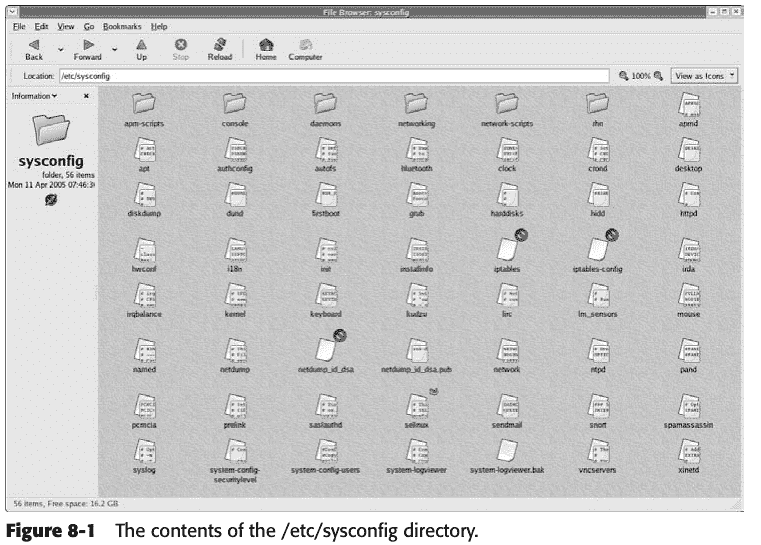 File Browser: sysconfig
File Edit View Go Bookmarks Help
Back Forward Up Stop Reload Home Computer
Location: /etc/sysconfig 100% View as Icons
Information
sysconfig
folder, 56 items
Mon 11 Apr 2005 07:46:3
apm-scripts console daemons networking network-scripts rhn apmd
apt authconfig autofs bluetooth clock crond desktop
diskdump dund firstboot grub harddisks hidd httpd
hwconf i18n init installinfo iptables iptables-config irda
irqbalance kernel keyboard kudzu lirc lm_sensors mouse
named netdump netdump_id_dsa netdump_id_dsa.pub network ntpd pand
pcmcia prelink saslauthd selinux sendmail snort spamassassin
syslog system-config- system-config-users system-logviewer system-logviewer.bak vncservers xinetd
securitylevel
56 items, Free space: 16.2 GB
Figure 8-1 The contents of the /etc/sysconfig directory.